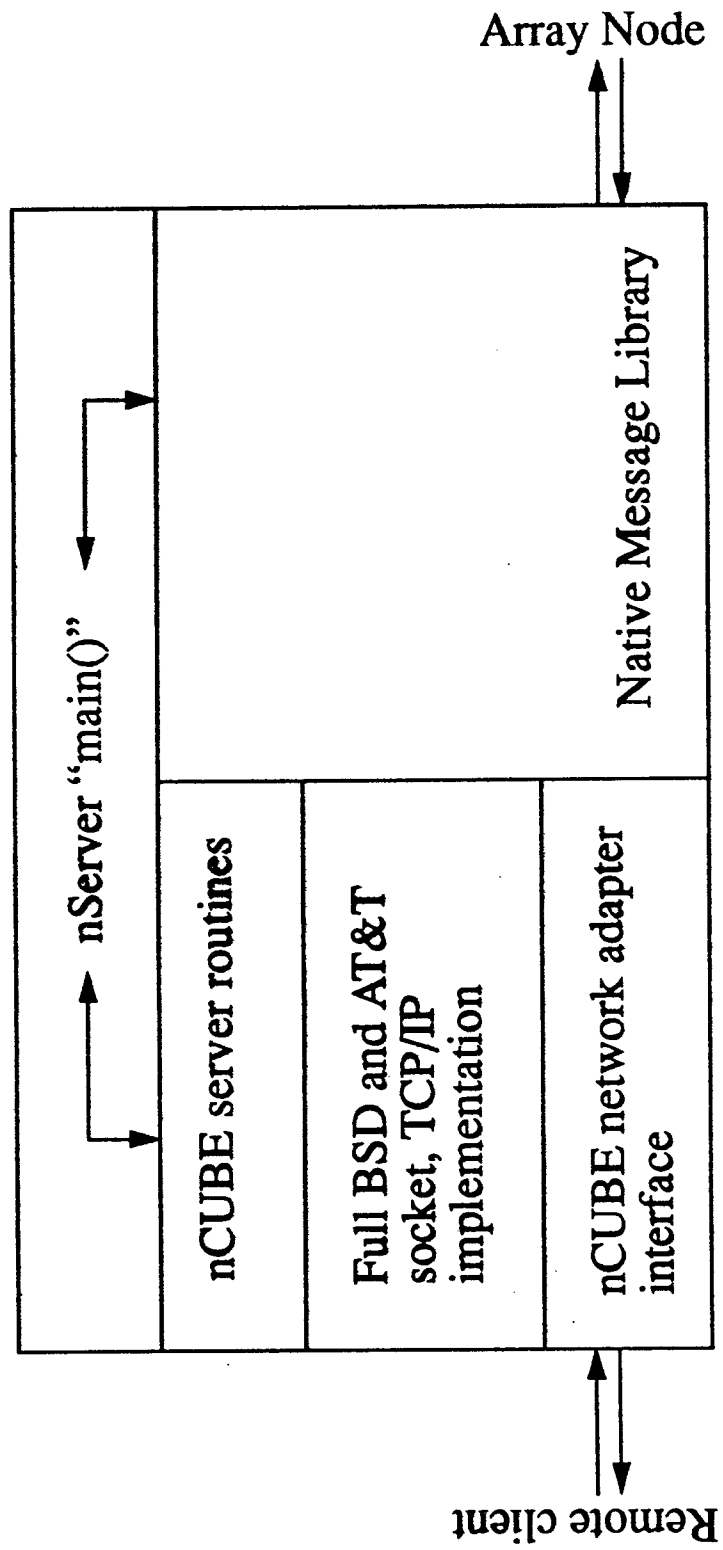 Array Node
nServer “main()”
nCUBE server routines
Full BSD and AT&T
socket, TCP/IP
implementation
nCUBE network adapter
interface
Native Message Library
Remote client